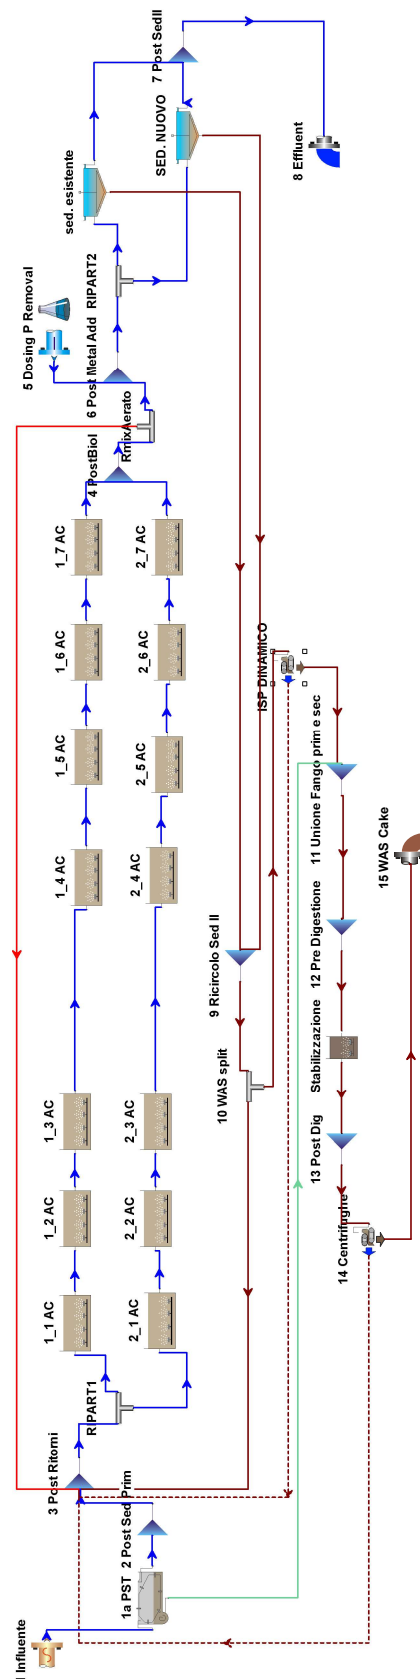 Influente
1a PST
2 Post Sed Prim
3 Post Ritorni
RIPART1
1_1 AC
1_2 AC
1_3 AC
1_4 AC
1_5 AC
1_6 AC
1_7 AC
2_1 AC
2_2 AC
2_3 AC
2_4 AC
2_5 AC
2_6 AC
2_7 AC
4 PostBiol
RmixAerato
5 Dosing P Removal
6 Post Metal Add
RIPART2
sed. esistente
SED. NUOVO
7 Post SedII
8 Effluent
9 Ricircolo Sed II
10 WAS split
ISP DINAMICO
11 Unione Fango prim e sec
12 Pre Digestione
Stabilizzazione
13 Post Dig
14 Centrifughe
15 WAS Cake